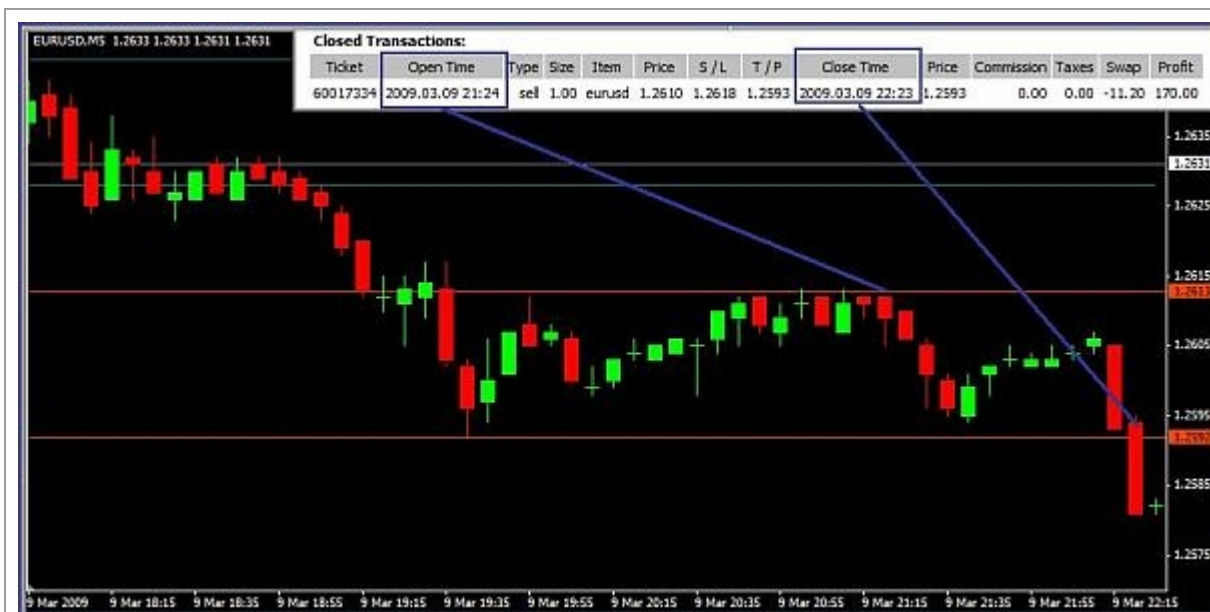 EURUSD,M5 1.2633 1.2633 1.2631 1.2631
Closed Transactions:
Ticket Open Time Type Size Item Price S / L T / P Close Time Price Commission Taxes Swap Profit
60017334 2009.03.09 21:24 sell 1.00 eurusd 1.2610 1.2618 1.2593 2009.03.09 22:23 1.2593 0.00 0.00 -11.20 170.00
1.2635
1.2631
1.2625
1.2615
1.2613
1.2605
1.2595
1.2592
1.2585
1.2575
9 Mar 2009 9 Mar 18:15 9 Mar 18:35 9 Mar 18:55 9 Mar 19:15 9 Mar 19:35 9 Mar 19:55 9 Mar 20:15 9 Mar 20:35 9 Mar 20:55 9 Mar 21:15 9 Mar 21:35 9 Mar 21:55 9 Mar 22:15